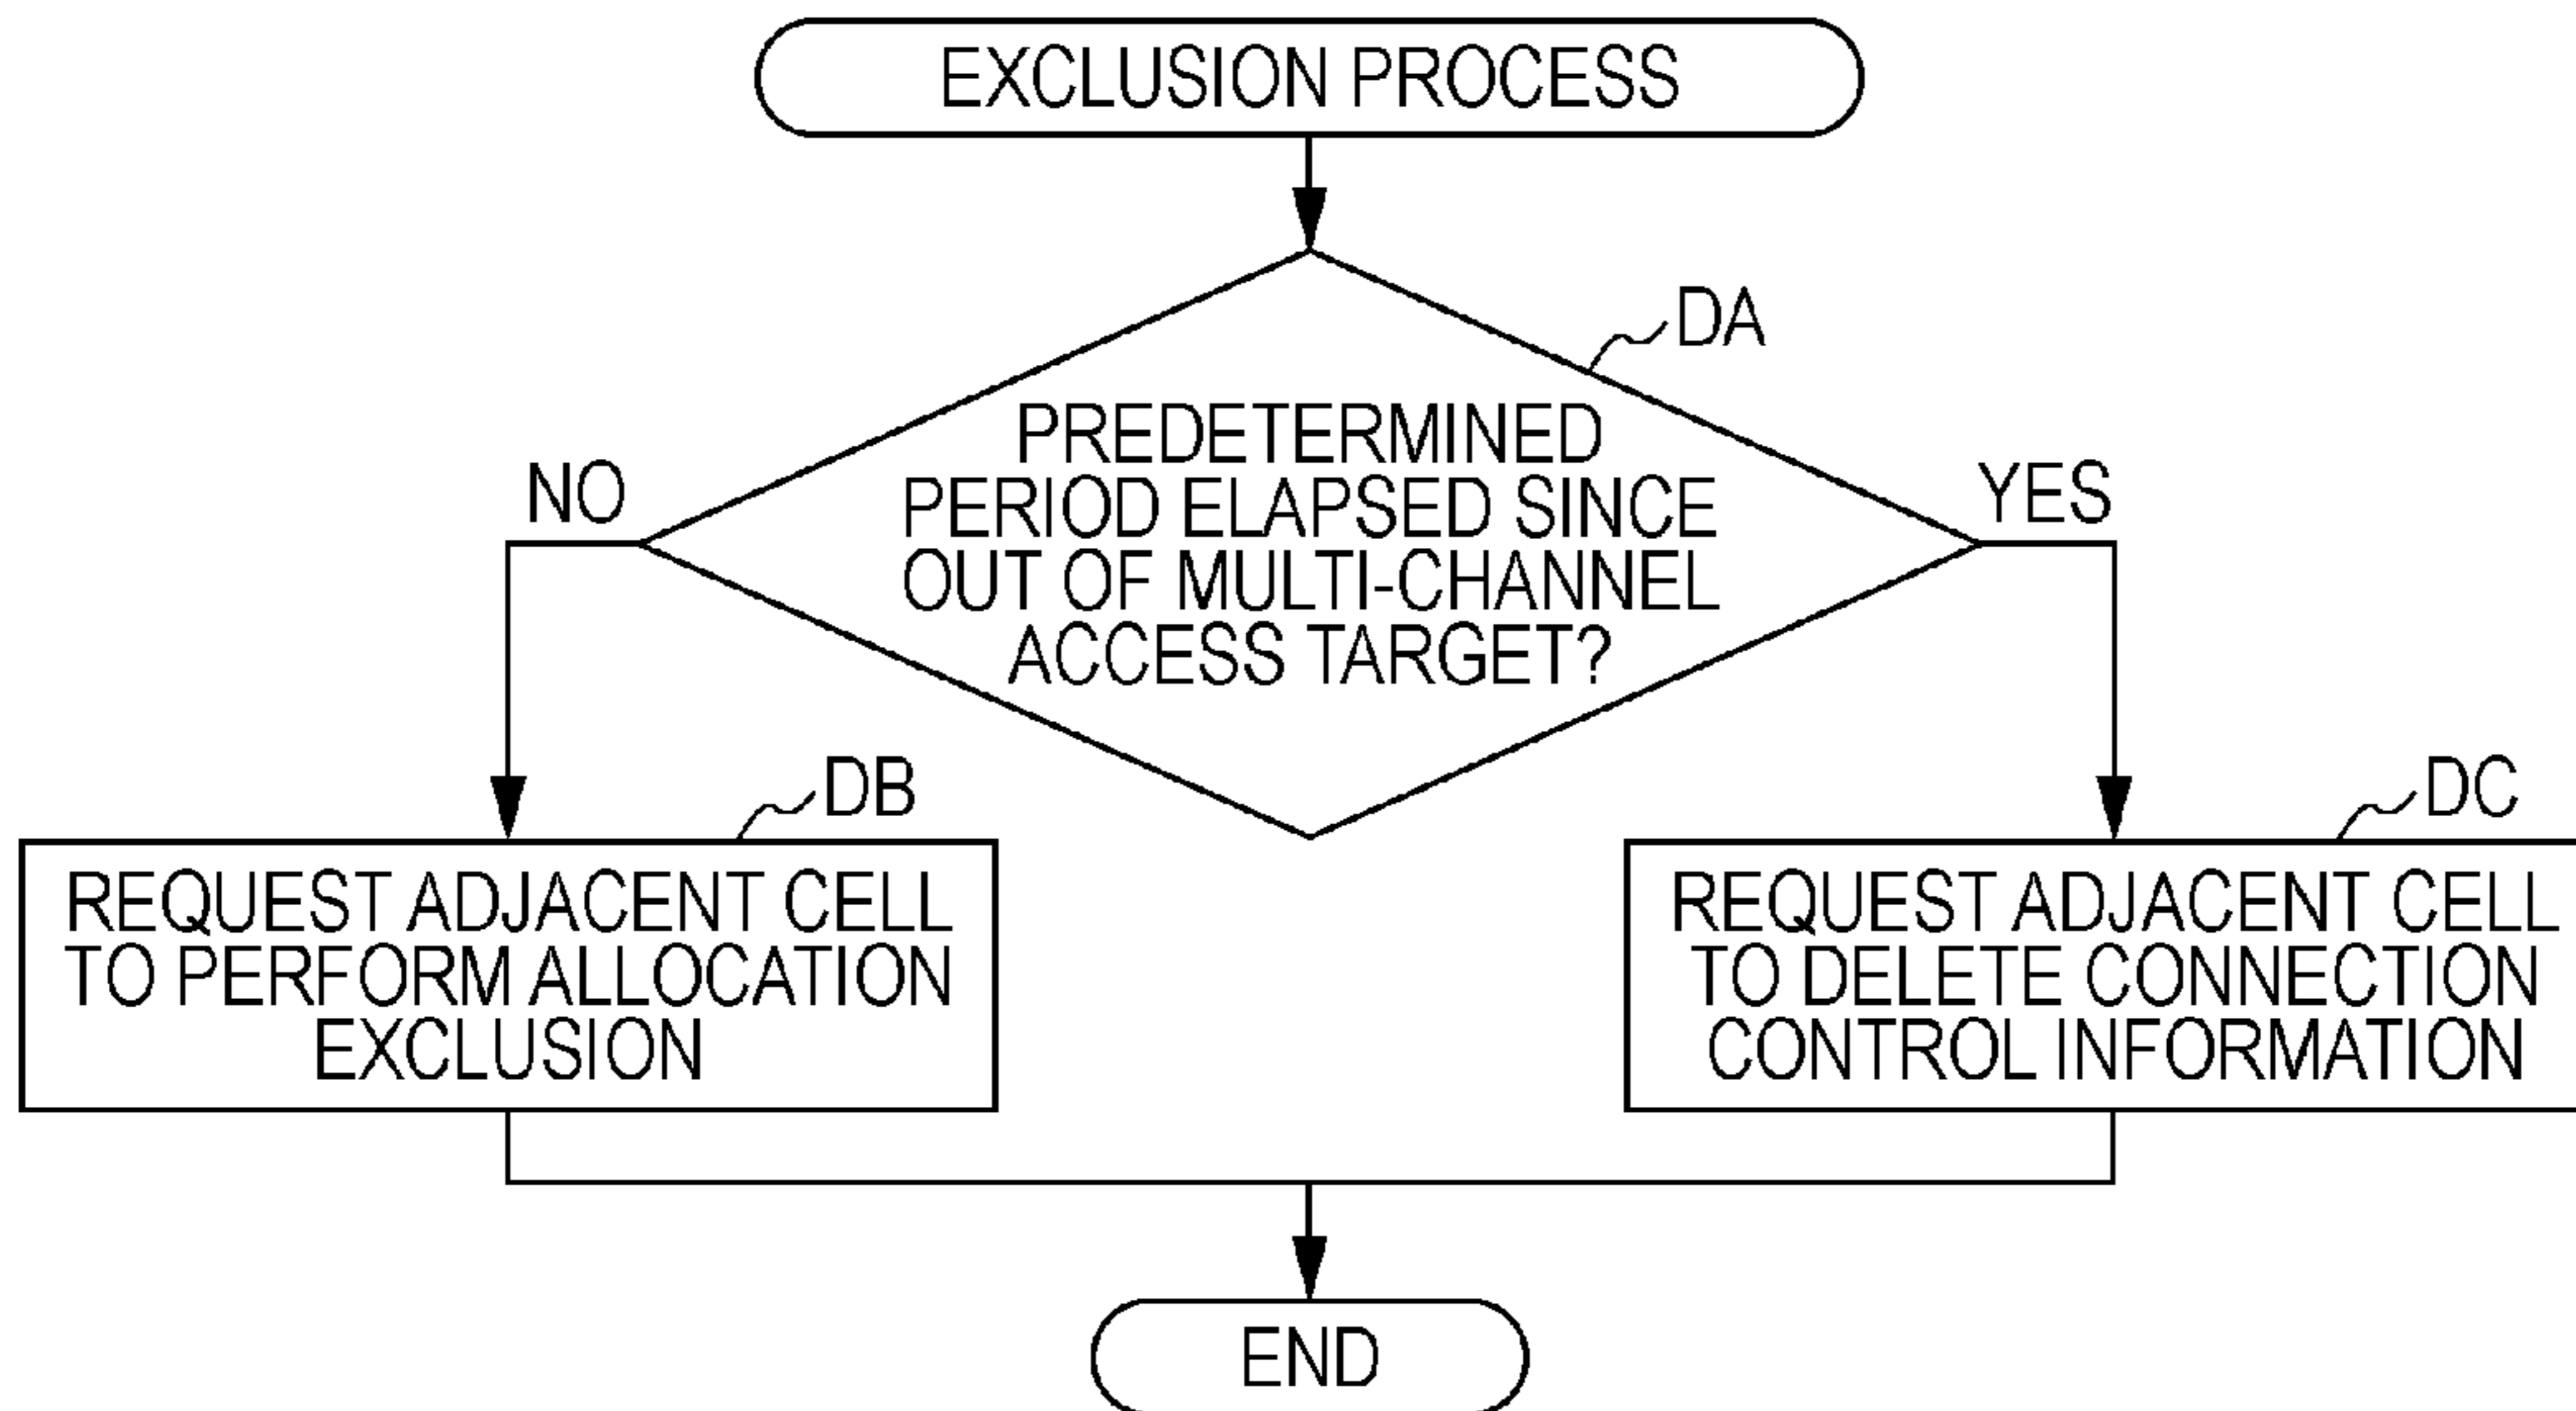 EXCLUSION PROCESS
DA
PREDETERMINED
PERIOD ELAPSED SINCE
OUT OF MULTI-CHANNEL
ACCESS TARGET?
NO
YES
DB
REQUEST ADJACENT CELL
TO PERFORM ALLOCATION
EXCLUSION
DC
REQUEST ADJACENT CELL
TO DELETE CONNECTION
CONTROL INFORMATION
END